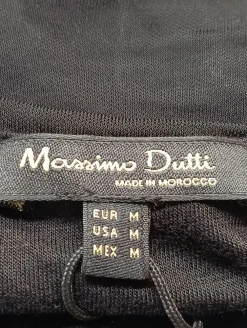 Massimo Dutti
MADE IN MOROCCO
EUR M
USA M
MEX M